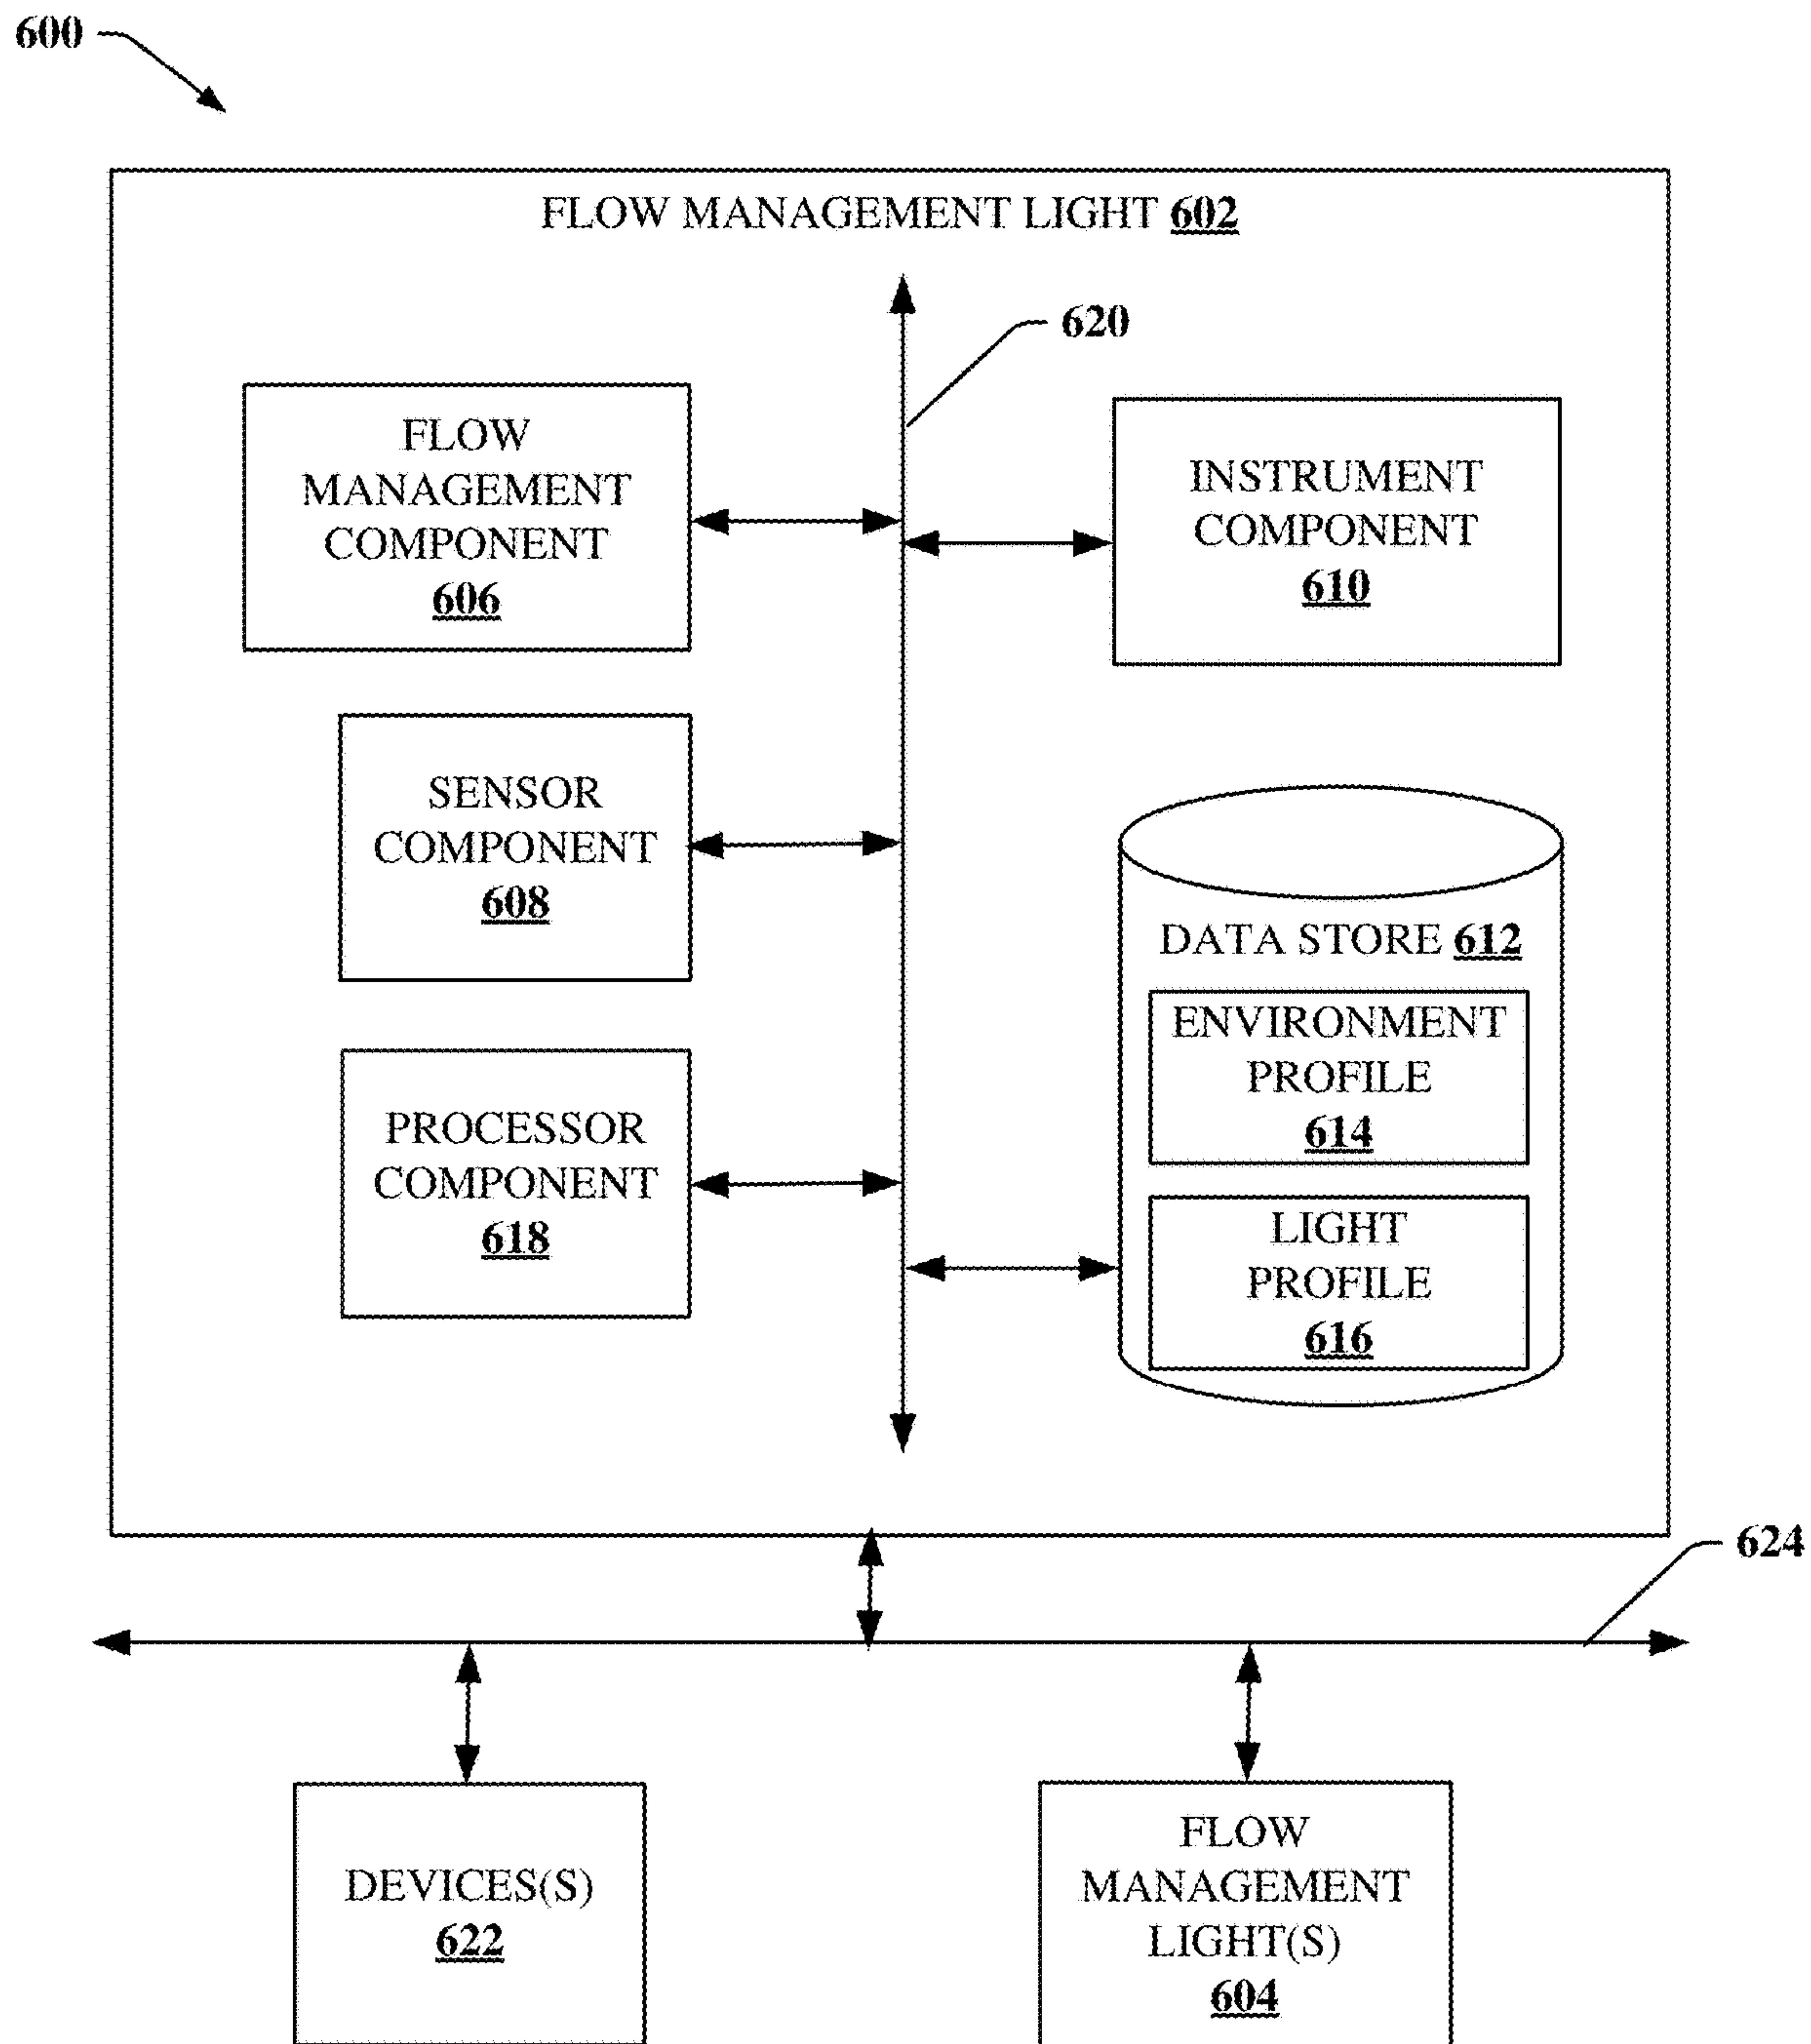 600
FLOW MANAGEMENT LIGHT 602
620
FLOW
MANAGEMENT
COMPONENT
606
INSTRUMENT
COMPONENT
610
SENSOR
COMPONENT
608
DATA STORE 612
ENVIRONMENT
PROFILE
614
PROCESSOR
COMPONENT
618
LIGHT
PROFILE
616
624
DEVICES(S)
622
FLOW
MANAGEMENT
LIGHT(S)
604